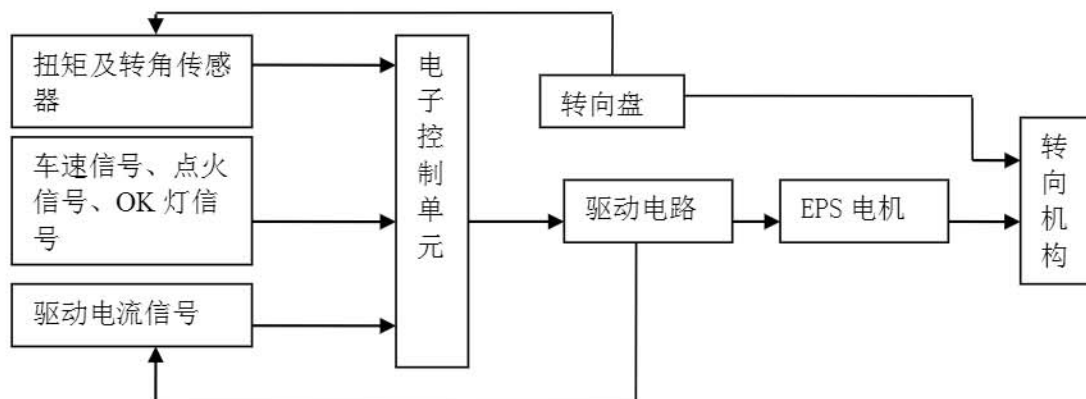 扭矩及转角传感
器
电
子
控
制
单
元
转向盘
转
向
机
构
车速信号、点火
信号、OK 灯信
号
驱动电路
EPS 电机
驱动电流信号